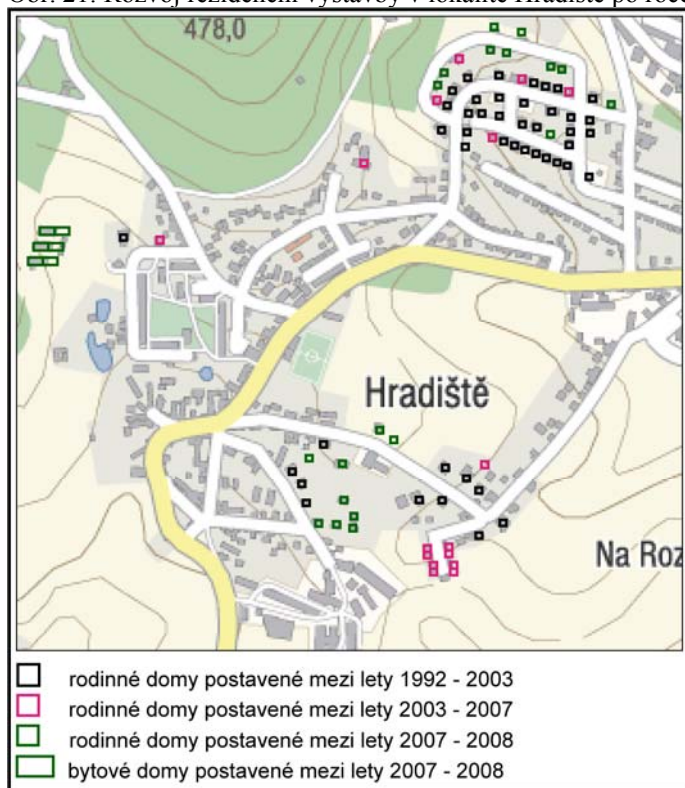 478,0
Hradiště
Na Roz
rodinné domy postavené mezi lety 1992 - 2003
rodinné domy postavené mezi lety 2003 - 2007
rodinné domy postavené mezi lety 2007 - 2008
bytové domy postavené mezi lety 2007 - 2008